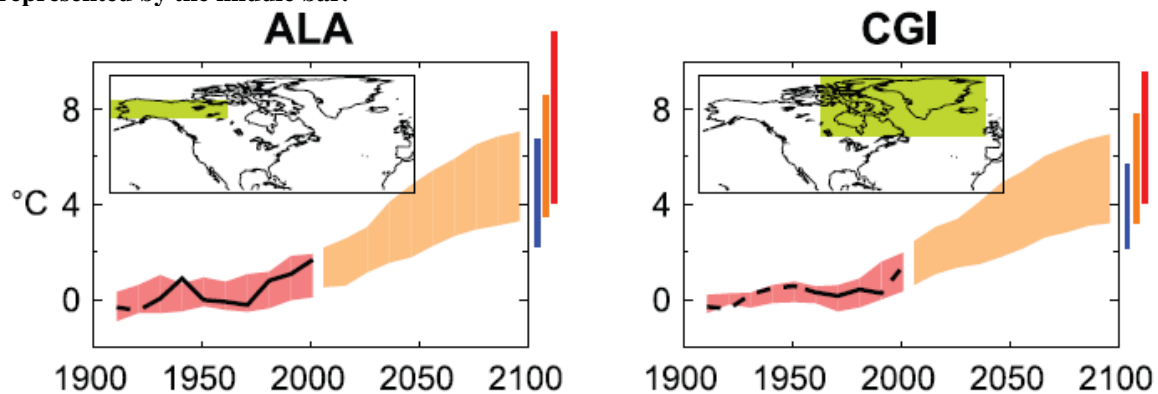 represented by the middle bar.
ALA CGI
8 8
°C 4 4
0 0
1900 1950 2000 2050 2100 1900 1950 2000 2050 2100